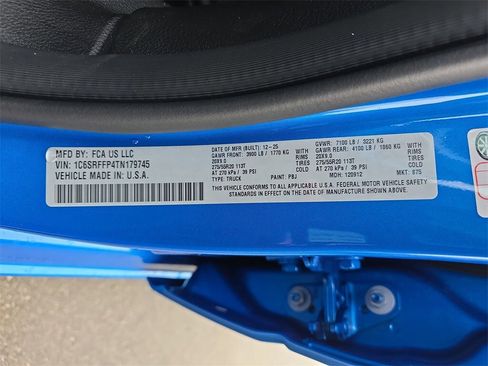 MFD BY: FCA US LLC
VIN: 1C6SRFFP4TN179745
VEHICLE MADE IN: U.S.A.
DATE OF MFD (BUILT): 12-25
GAWR FRONT: 3900 LB / 1770 KG WITH
20X9.0 RIMS
275/55R20 113T TIRES
AT 270 kPa / 39 PSI COLD
TYPE: TRUCK
PAINT: PBJ
GVWR: 7100 LB / 3221 KG
GAWR REAR: 4100 LB / 1860 KG WITH
20X9.0 RIMS
275/55R20 113T TIRES
AT 270 kPa / 39 PSI COLD
MDH: 120912
MKT: 675
THIS VEHICLE CONFORMS TO ALL APPLICABLE U.S.A. FEDERAL MOTOR VEHICLE SAFETY
STANDARDS IN EFFECT ON THE DATE OF MANUFACTURE SHOWN ABOVE.